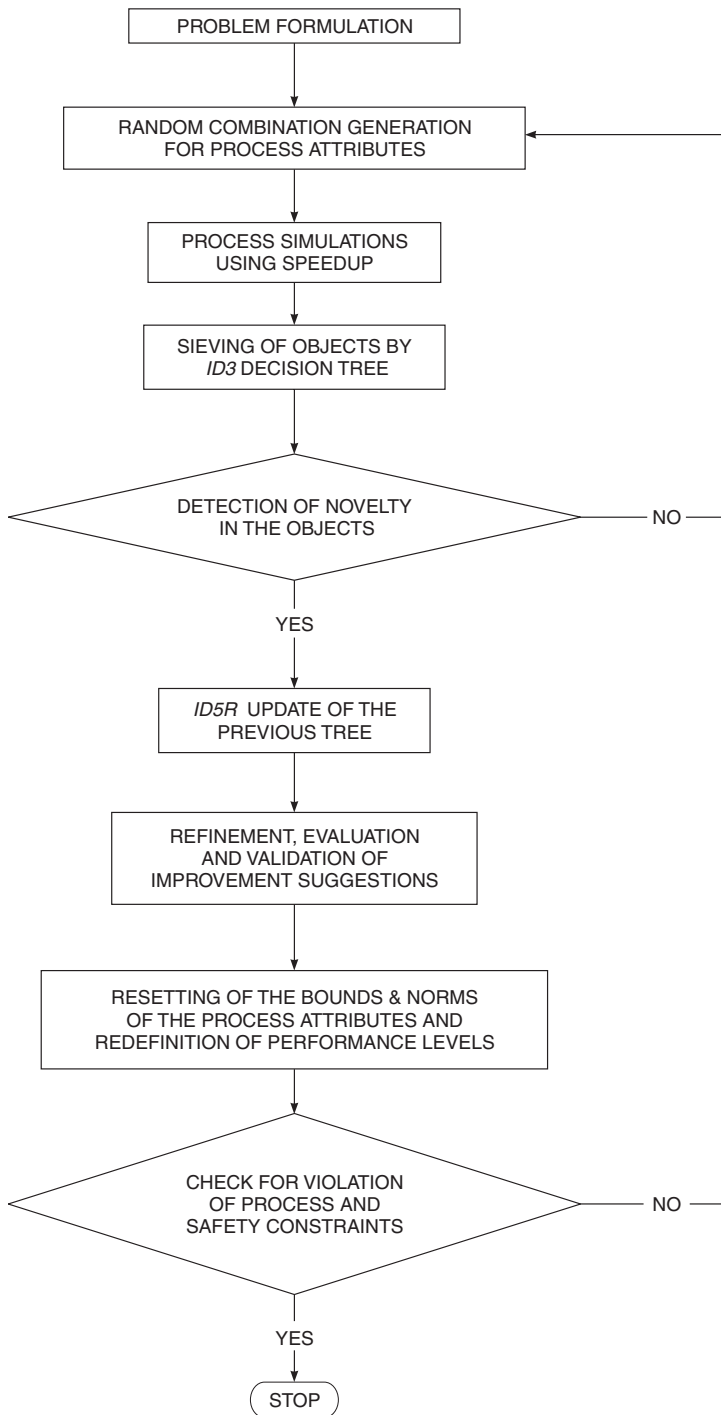 PROBLEM FORMULATION
RANDOM COMBINATION GENERATION
FOR PROCESS ATTRIBUTES
PROCESS SIMULATIONS
USING SPEEDUP
SIEVING OF OBJECTS BY
ID3 DECISION TREE
DETECTION OF NOVELTY
IN THE OBJECTS
NO
YES
ID5R UPDATE OF THE
PREVIOUS TREE
REFINEMENT, EVALUATION
AND VALIDATION OF
IMPROVEMENT SUGGESTIONS
RESETTING OF THE BOUNDS & NORMS
OF THE PROCESS ATTRIBUTES AND
REDEFINITION OF PERFORMANCE LEVELS
CHECK FOR VIOLATION
OF PROCESS AND
SAFETY CONSTRAINTS
NO
YES
STOP